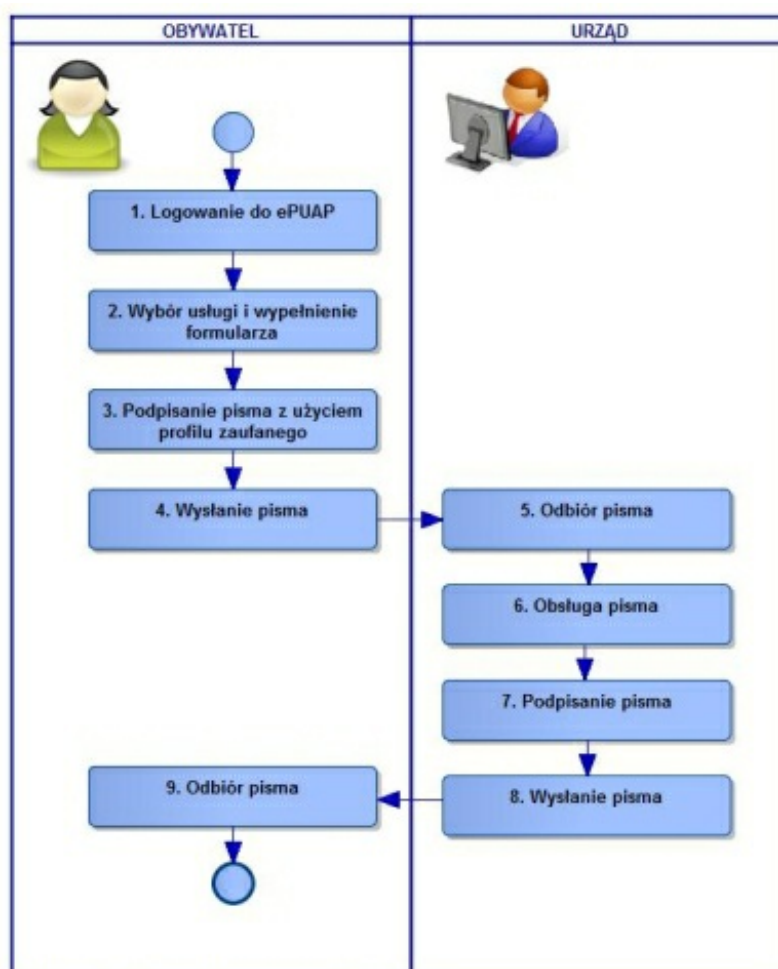 OBYWATEL
URZĄD
1. Logowanie do ePUAP
2. Wybór usługi i wypełnienie
formularza
3. Podpisanie pisma z użyciem
profilu zaufanego
4. Wysłanie pisma
5. Odbiór pisma
6. Obsługa pisma
7. Podpisanie pisma
8. Wysłanie pisma
9. Odbiór pisma